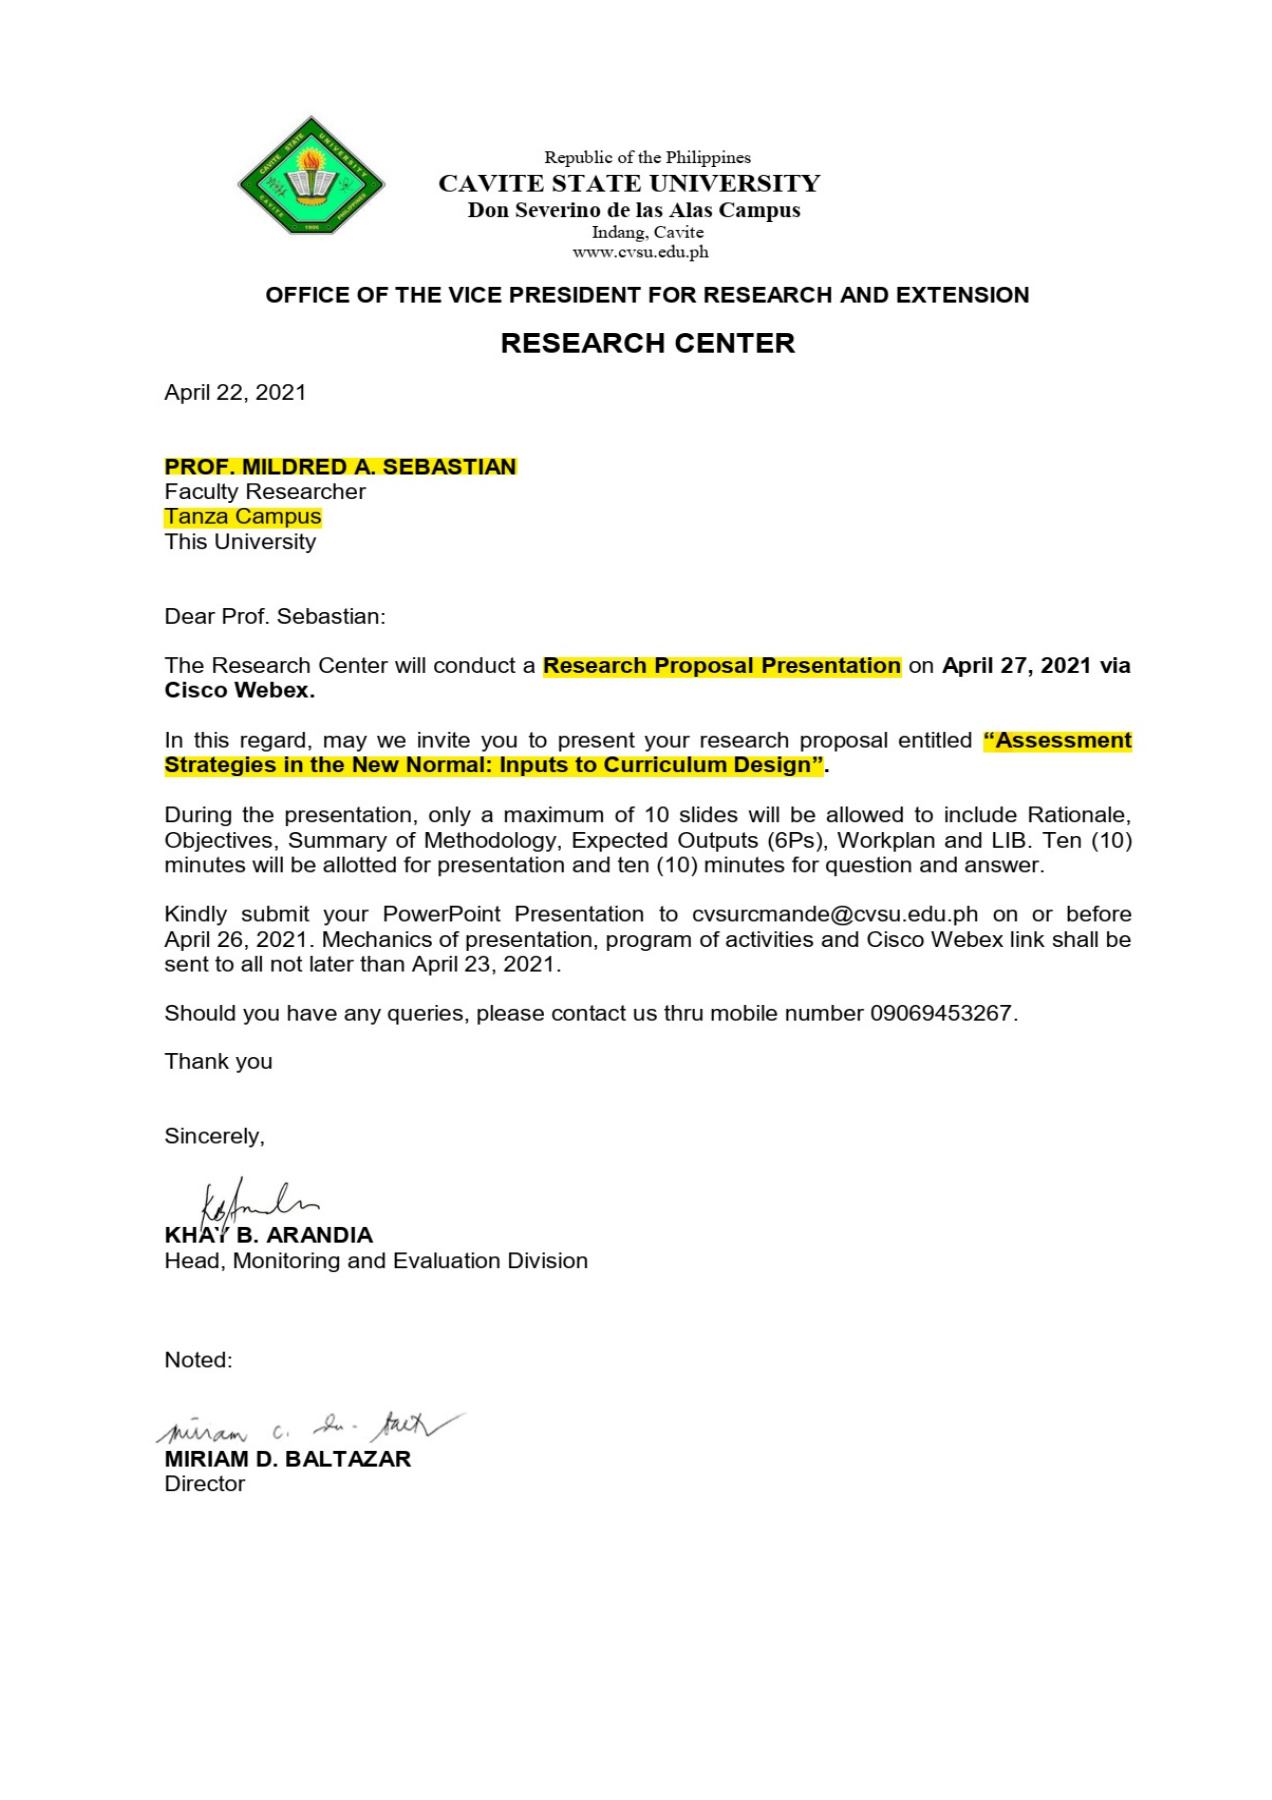 CAVITE STATE UNIVERSITY
CAVITE
PHILIPPINES
1906
Republic of the Philippines
CAVITE STATE UNIVERSITY
Don Severino de las Alas Campus
Indang, Cavite
www.cvsu.edu.ph
OFFICE OF THE VICE PRESIDENT FOR RESEARCH AND EXTENSION
RESEARCH CENTER
April 22, 2021
PROF. MILDRED A. SEBASTIAN
Faculty Researcher
Tanza Campus
This University
Dear Prof. Sebastian:
The Research Center will conduct a Research Proposal Presentation on April 27, 2021 via
Cisco Webex.
In this regard, may we invite you to present your research proposal entitled “Assessment
Strategies in the New Normal: Inputs to Curriculum Design”.
During the presentation, only a maximum of 10 slides will be allowed to include Rationale,
Objectives, Summary of Methodology, Expected Outputs (6Ps), Workplan and LIB. Ten (10)
minutes will be allotted for presentation and ten (10) minutes for question and answer.
Kindly submit your PowerPoint Presentation to cvsurcmande@cvsu.edu.ph on or before
April 26, 2021. Mechanics of presentation, program of activities and Cisco Webex link shall be
sent to all not later than April 23, 2021.
Should you have any queries, please contact us thru mobile number 09069453267.
Thank you
Sincerely,
KHAY B. ARANDIA
Head, Monitoring and Evaluation Division
Noted:
MIRIAM D. BALTAZAR
Director